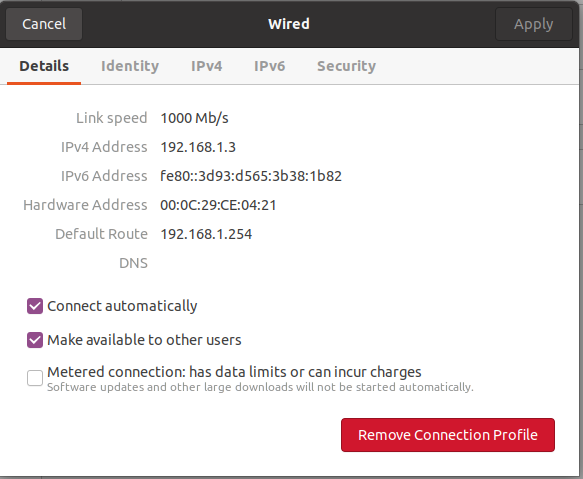 Cancel Wired Apply
Details Identity IPv4 IPv6 Security
Link speed 1000 Mb/s
IPv4 Address 192.168.1.3
IPv6 Address fe80::3d93:d565:3b38:1b82
Hardware Address 00:0C:29:CE:04:21
Default Route 192.168.1.254
DNS
Connect automatically
Make available to other users
Metered connection: has data limits or can incur charges
Software updates and other large downloads will not be started automatically.
Remove Connection Profile